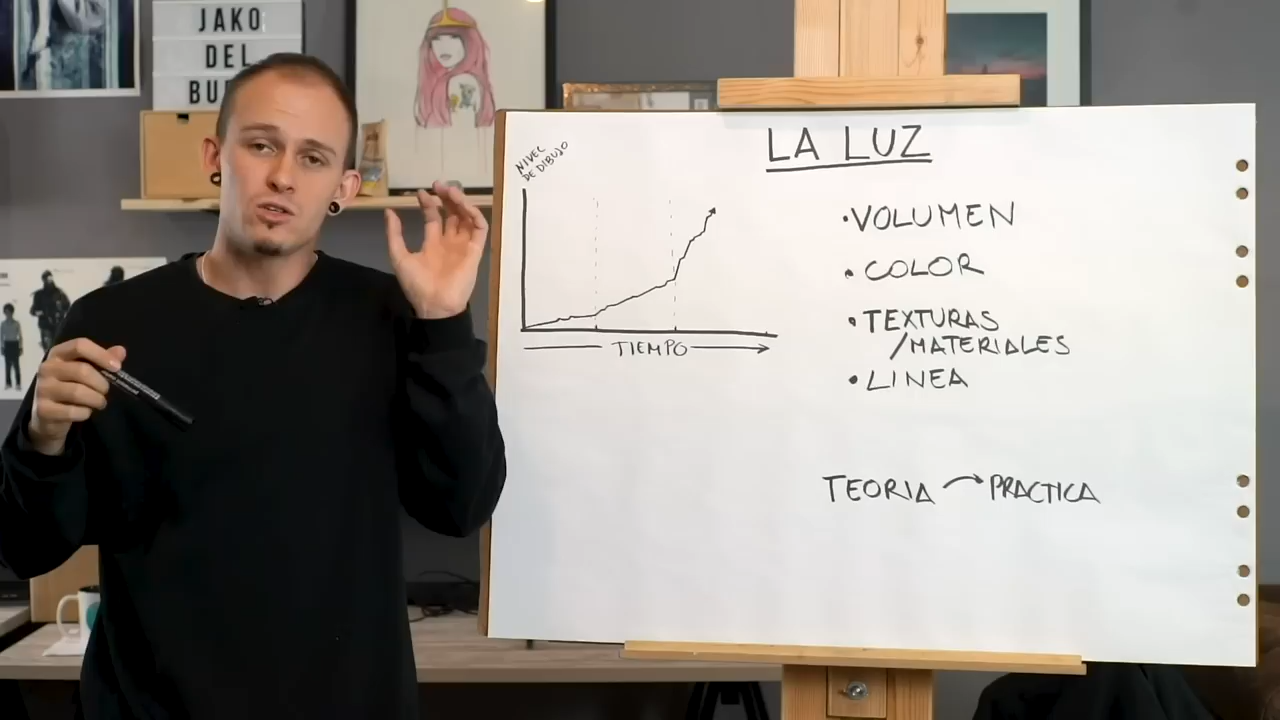 JAKO
DEL
NIVEL
DE DIBUJO
TIEMPO
LA LUZ
•VOLUMEN
•COLOR
•TEXTURAS
/MATERIALES
•LINEA
TEORIA → PRACTICA